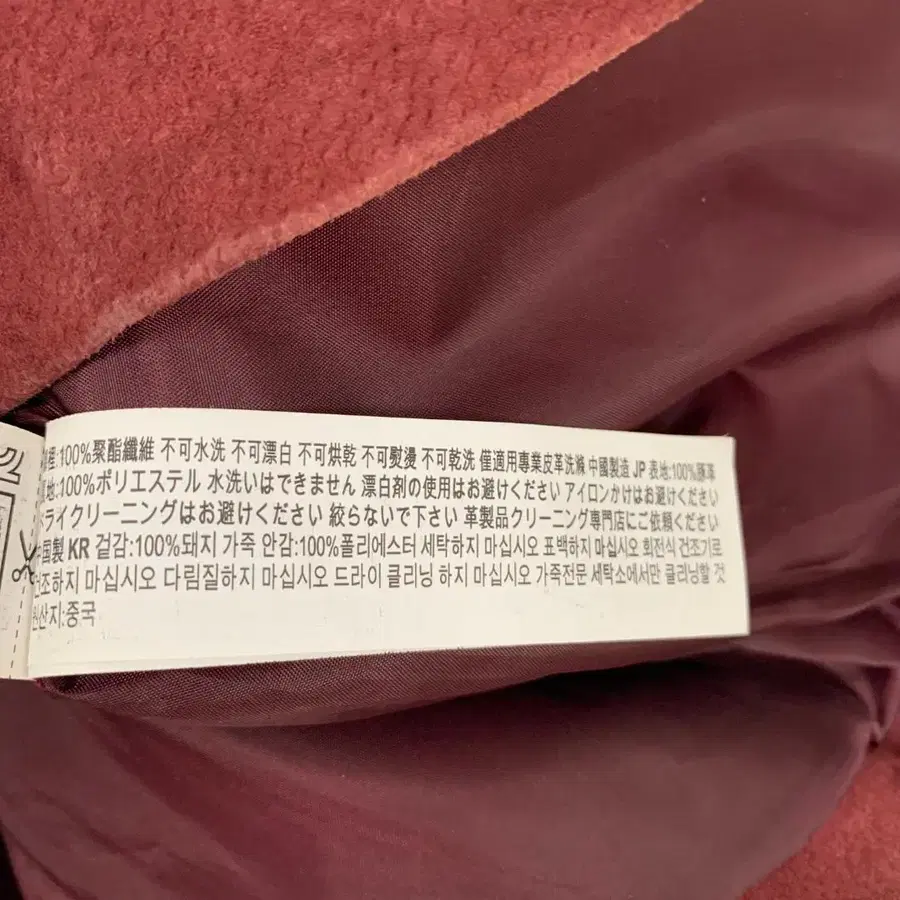 裡:100%聚酯纖維 不可水洗 不可漂白 不可烘乾 不可熨燙 不可乾洗 僅適用專業皮革洗滌 中國製造 JP 表地:100%豚革
裏地:100%ポリエステル 水洗いはできません 漂白剤の使用はお避けください アイロンかけはお避けください
ドライクリーニングはお避けください 絞らないで下さい 革製品クリーニング専門店にご依頼ください
中国製 KR 겉감:100%돼지 가죽 안감:100%폴리에스터 세탁하지 마십시오 표백하지 마십시오 회전식 건조기로
건조하지 마십시오 다림질하지 마십시오 드라이 클리닝 하지 마십시오 가죽전문 세탁소에서만 클리닝할 것
원산지:중국